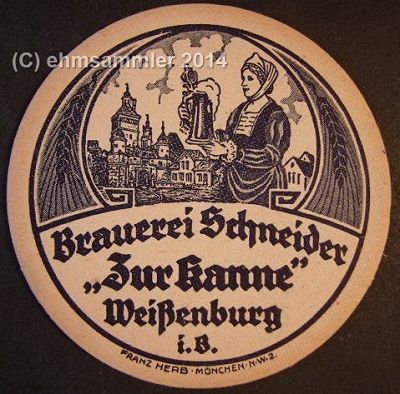 (C) ehmsammler 2014
Brauerei Schneider
„Zur Kanne"
Weißenburg
i.B.
FRANZ HERB · MÜNCHEN · N·W·2.